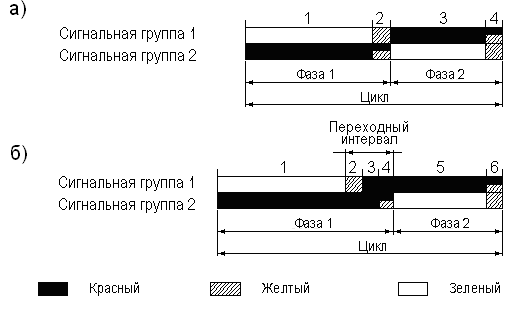 а)
1 2 3 4
Сигнальная группа 1
Сигнальная группа 2
Фаза 1 Фаза 2
Цикл
Переходный
интервал
б)
1 2 3 4 5 6
Сигнальная группа 1
Сигнальная группа 2
Фаза 1 Фаза 2
Цикл
Красный Желтый Зеленый